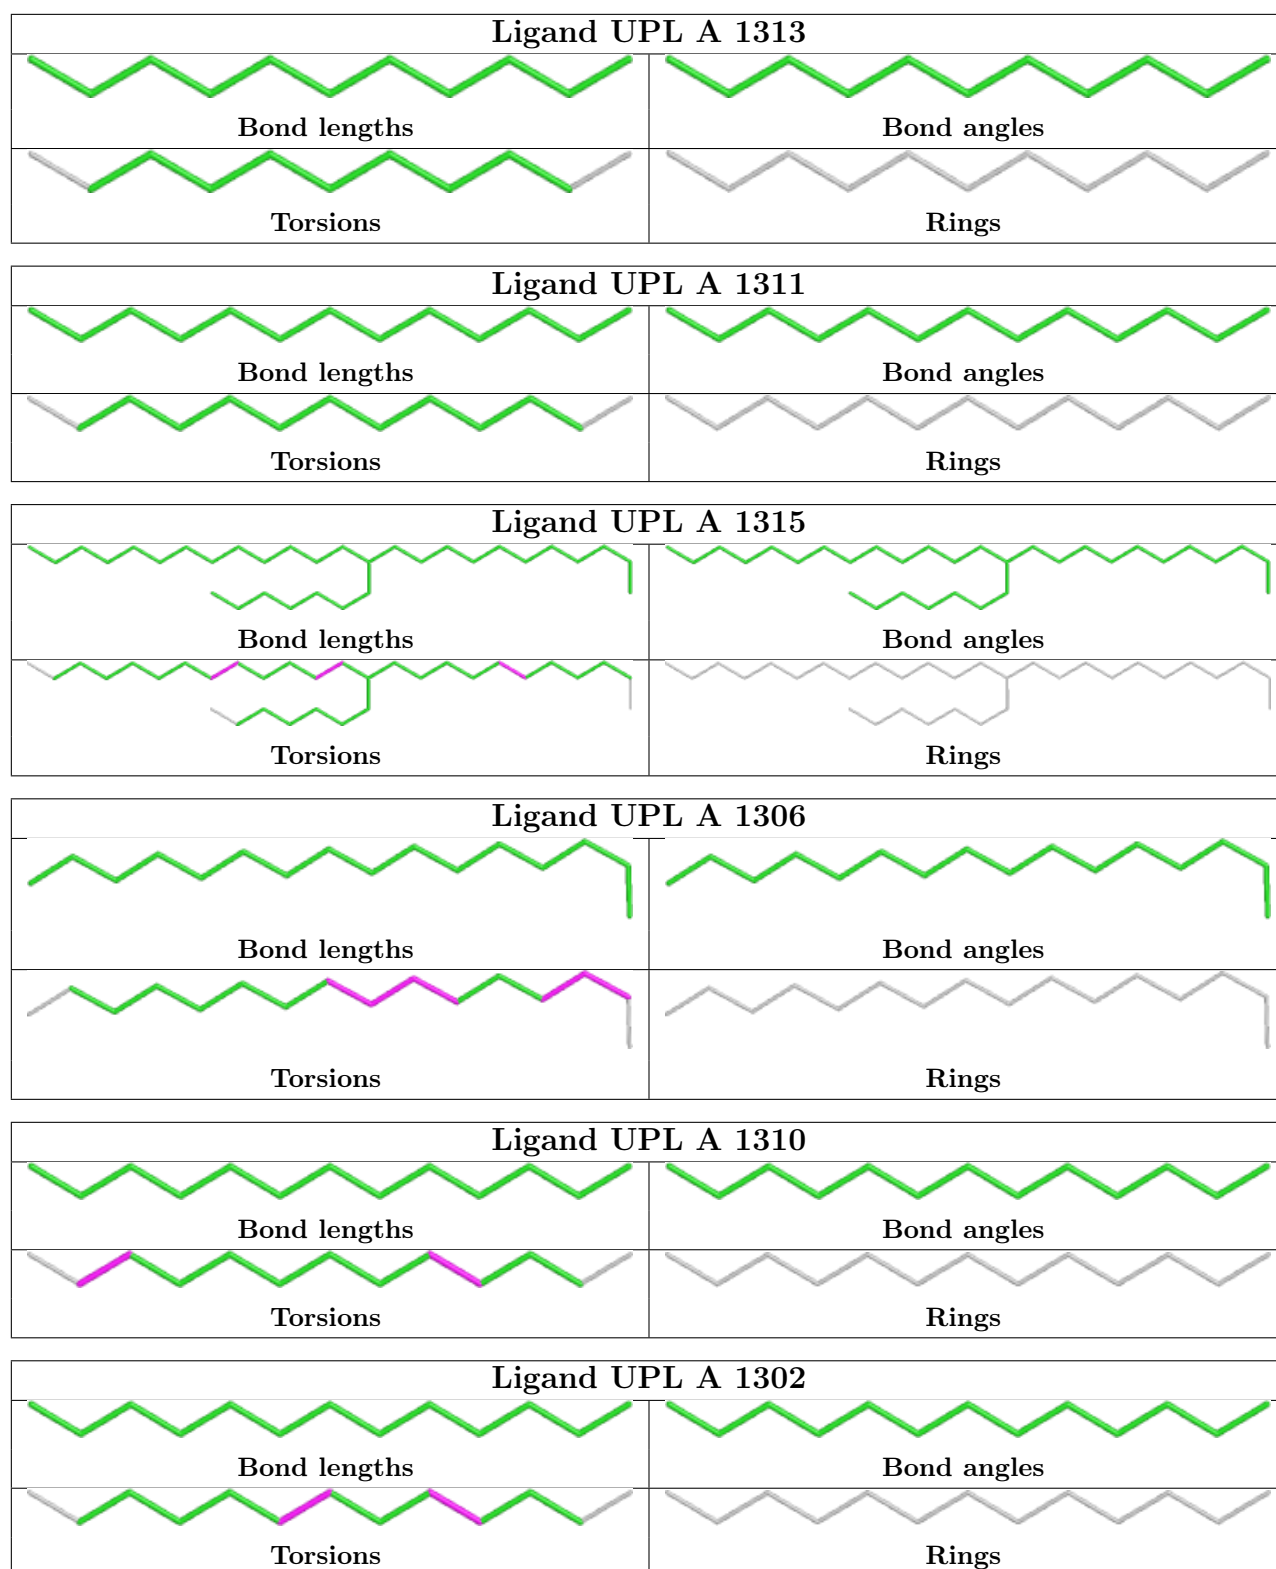 Ligand UPL A 1313
Bond lengths
Bond angles
Torsions
Rings
Ligand UPL A 1311
Bond lengths
Bond angles
Torsions
Rings
Ligand UPL A 1315
Bond lengths
Bond angles
Torsions
Rings
Ligand UPL A 1306
Bond lengths
Bond angles
Torsions
Rings
Ligand UPL A 1310
Bond lengths
Bond angles
Torsions
Rings
Ligand UPL A 1302
Bond lengths
Bond angles
Torsions
Rings